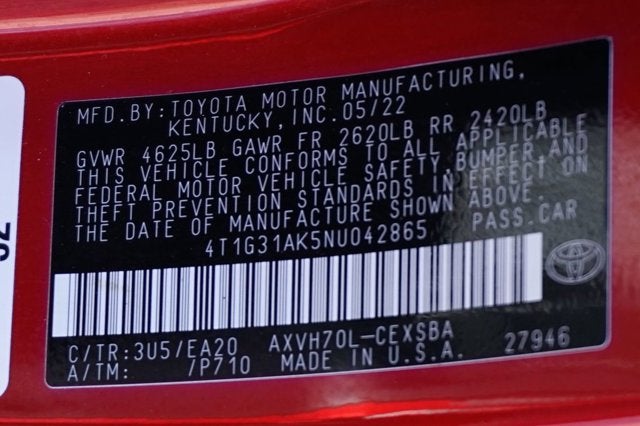 MFD.BY:TOYOTA MOTOR MANUFACTURING,
KENTUCKY, INC.05/22
GVWR 4625LB GAWR FR 2620LB RR 2420LB
THIS VEHICLE CONFORMS TO ALL APPLICABLE
FEDERAL MOTOR VEHICLE SAFETY, BUMPER, AND
THEFT PREVENTION STANDARDS IN EFFECT ON
THE DATE OF MANUFACTURE SHOWN ABOVE.
4T1G31AK5NU042865 PASS.CAR
C/TR:3U5/EA20 AXVH70L-CEXSBA
A/TM: /P710 MADE IN U.S.A. 27946